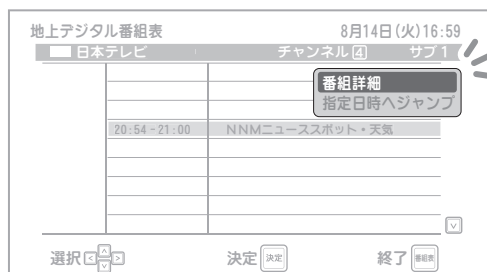 地上デジタル番組表 8月14日(火)16:59
日本テレビ チャンネル 4 サブ1
番組詳細
指定日時へジャンプ
20:54-21:00 NNMニューススポット・天気
選択 決定 決定 終了 番組表